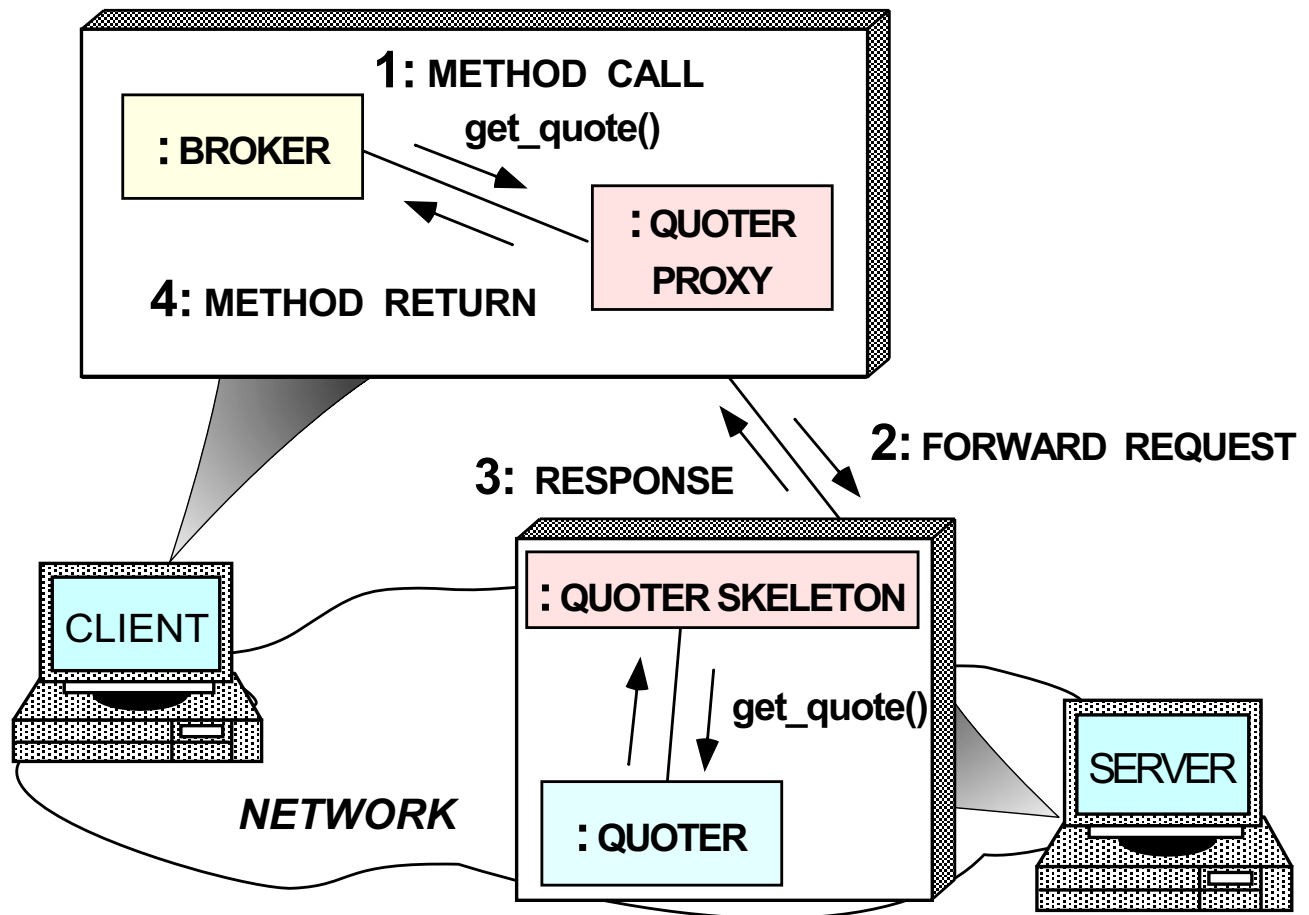 1: METHOD CALL
get_quote()
: BROKER
: QUOTER
PROXY
4: METHOD RETURN
2: FORWARD REQUEST
3: RESPONSE
: QUOTER SKELETON
CLIENT
get_quote()
SERVER
NETWORK
: QUOTER